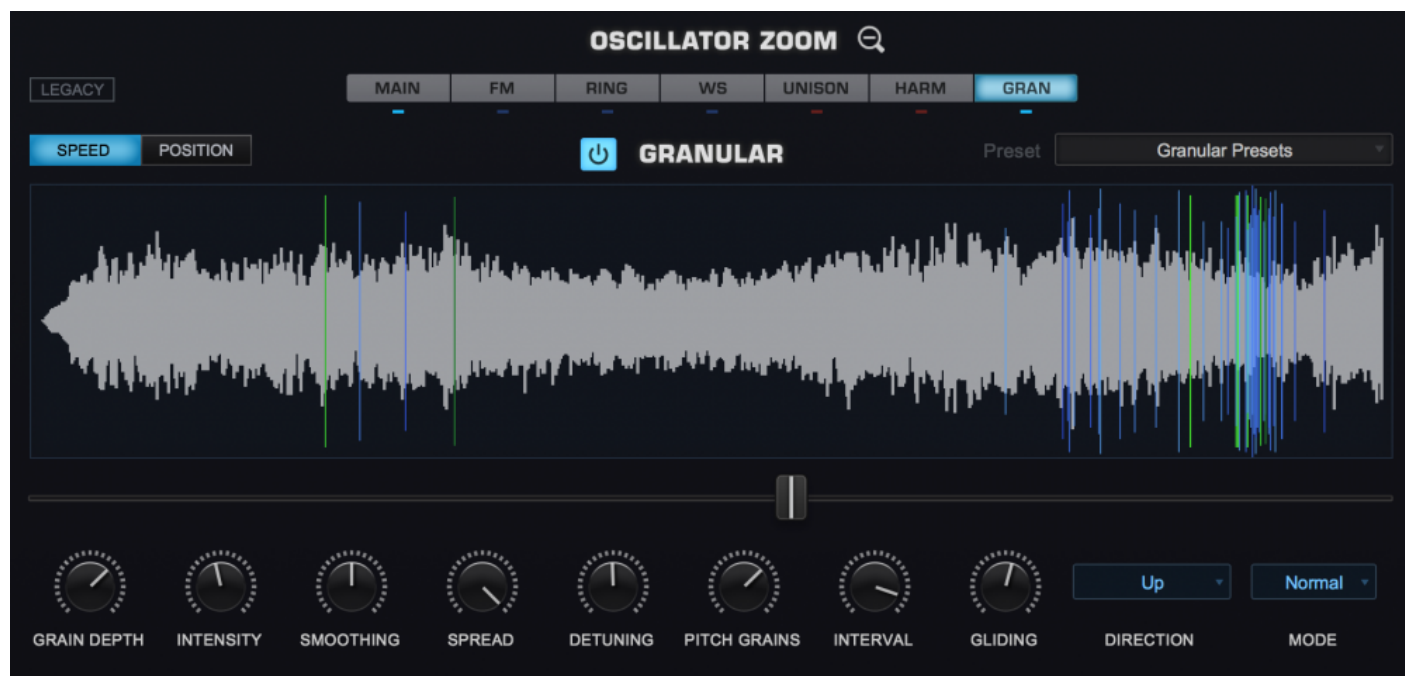 OSCILLATOR ZOOM
LEGACY
MAIN FM RING WS UNISON HARM GRAN
SPEED POSITION
GRANULAR
Preset Granular Presets
Up Normal
GRAIN DEPTH INTENSITY SMOOTHING SPREAD DETUNING PITCH GRAINS INTERVAL GLIDING DIRECTION MODE